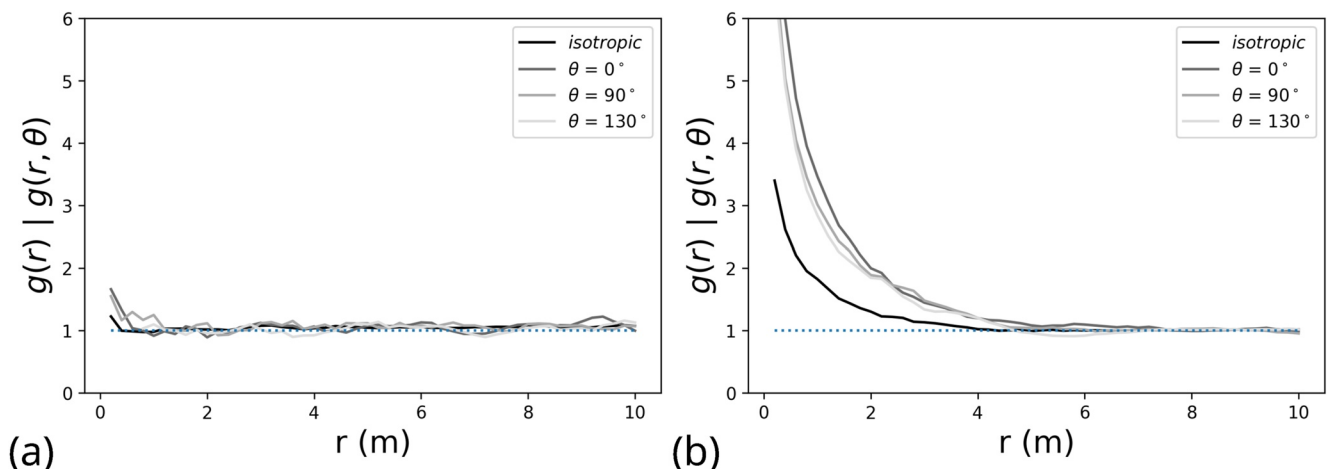 6
5
4
3
2
1
0
g(r) | g(r, θ)
isotropic
θ = 0°
θ = 90°
θ = 130°
0 2 4 6 8 10
r (m)
(a)
6
5
4
3
2
1
0
g(r) | g(r, θ)
isotropic
θ = 0°
θ = 90°
θ = 130°
0 2 4 6 8 10
r (m)
(b)